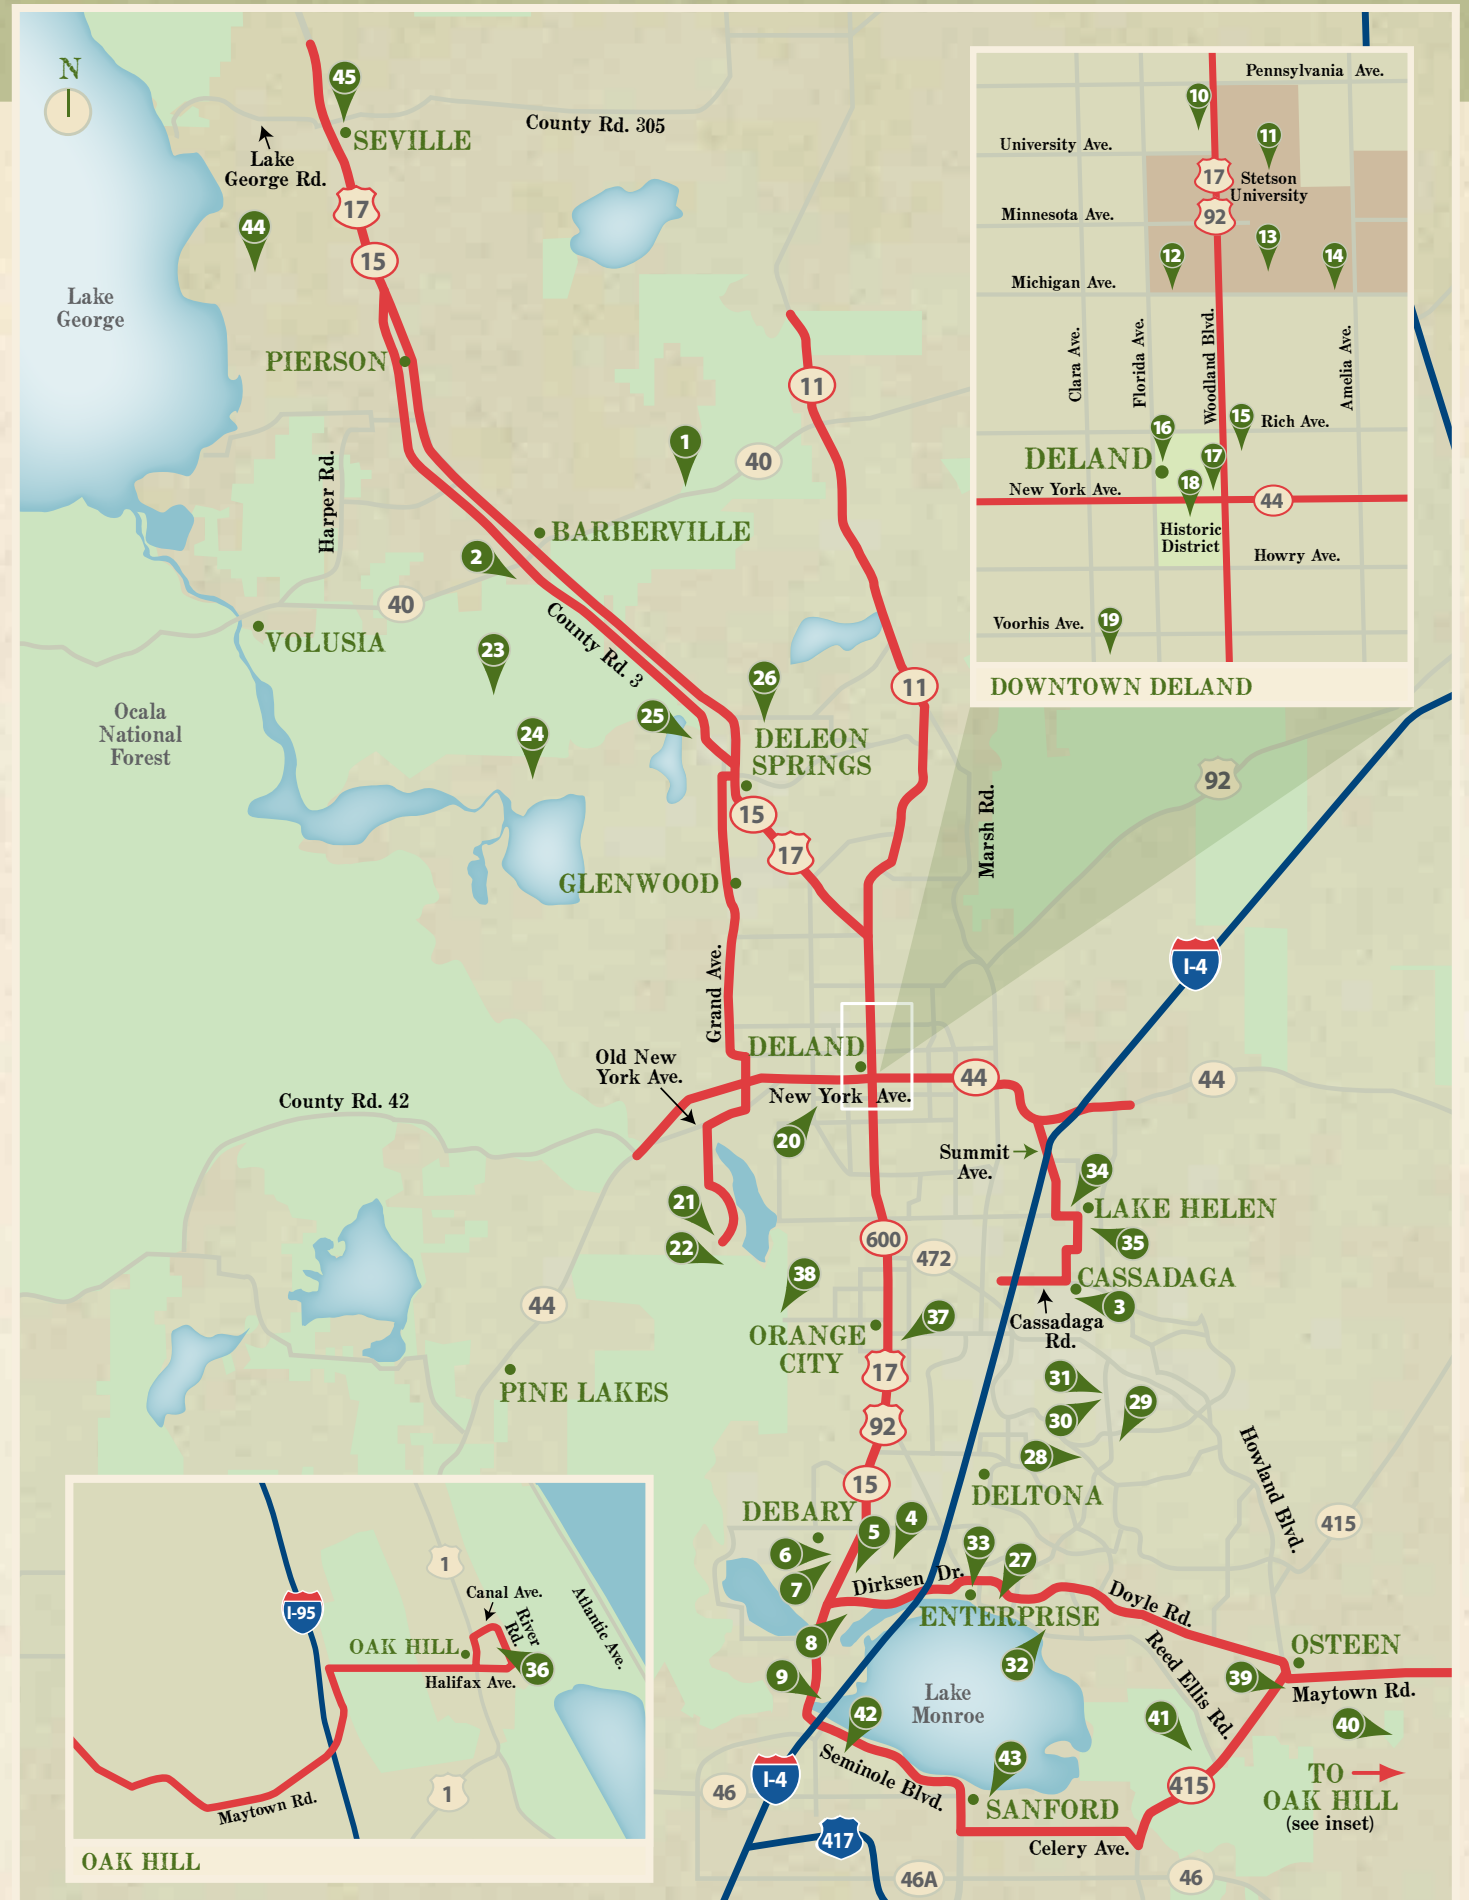 N
45
SEVILLE
County Rd. 305
Lake
George Rd.
17
44
15
Lake
George
PIERSON
11
1
40
Harper Rd.
BARBERVILLE
2
40
County Rd. 3
VOLUSIA
23
26
11
25
24
DELEON
SPRINGS
Ocala
National
Forest
15
17
Marsh Rd.
92
GLENWOOD
Grand Ave.
I-4
DELAND
Old New
York Ave.
44
44
New York Ave.
County Rd. 42
20
Summit
Ave.
34
LAKE HELEN
21
22
35
600
472
38
CASSADAGA
3
44
37
Cassadaga
Rd.
ORANGE
CITY
17
31
29
30
PINE LAKES
92
28
Howland Blvd.
15
DELTONA
DEBARY
415
4
5
6
7
33
27
Dirksen Dr.
Doyle Rd.
ENTERPRISE
8
32
Reed Ellis Rd.
OSTEEN
39
Maytown Rd.
9
Lake
Monroe
42
41
40
43
Seminole Blvd.
I-4
46
415
TO
OAK HILL
(see inset)
SANFORD
417
Celery Ave.
46A
46
Pennsylvania Ave.
10
11
University Ave.
17
Stetson
University
92
Minnesota Ave.
13
12
14
Michigan Ave.
Clara Ave.
Florida Ave.
Woodland Blvd.
Amelia Ave.
15
Rich Ave.
16
DELAND
17
18
New York Ave.
44
Historic
District
Howry Ave.
Voorhis Ave.
19
DOWNTOWN DELAND
1
I-95
Canal Ave.
River
Rd.
Atlantic Ave.
OAK HILL
36
Halifax Ave.
1
Maytown Rd.
OAK HILL